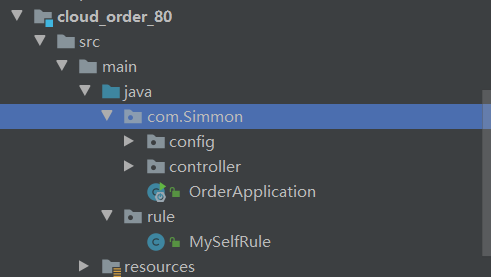 cloud_order_80
src
main
java
com.Simmon
config
controller
OrderApplication
rule
MySelfRule
resources